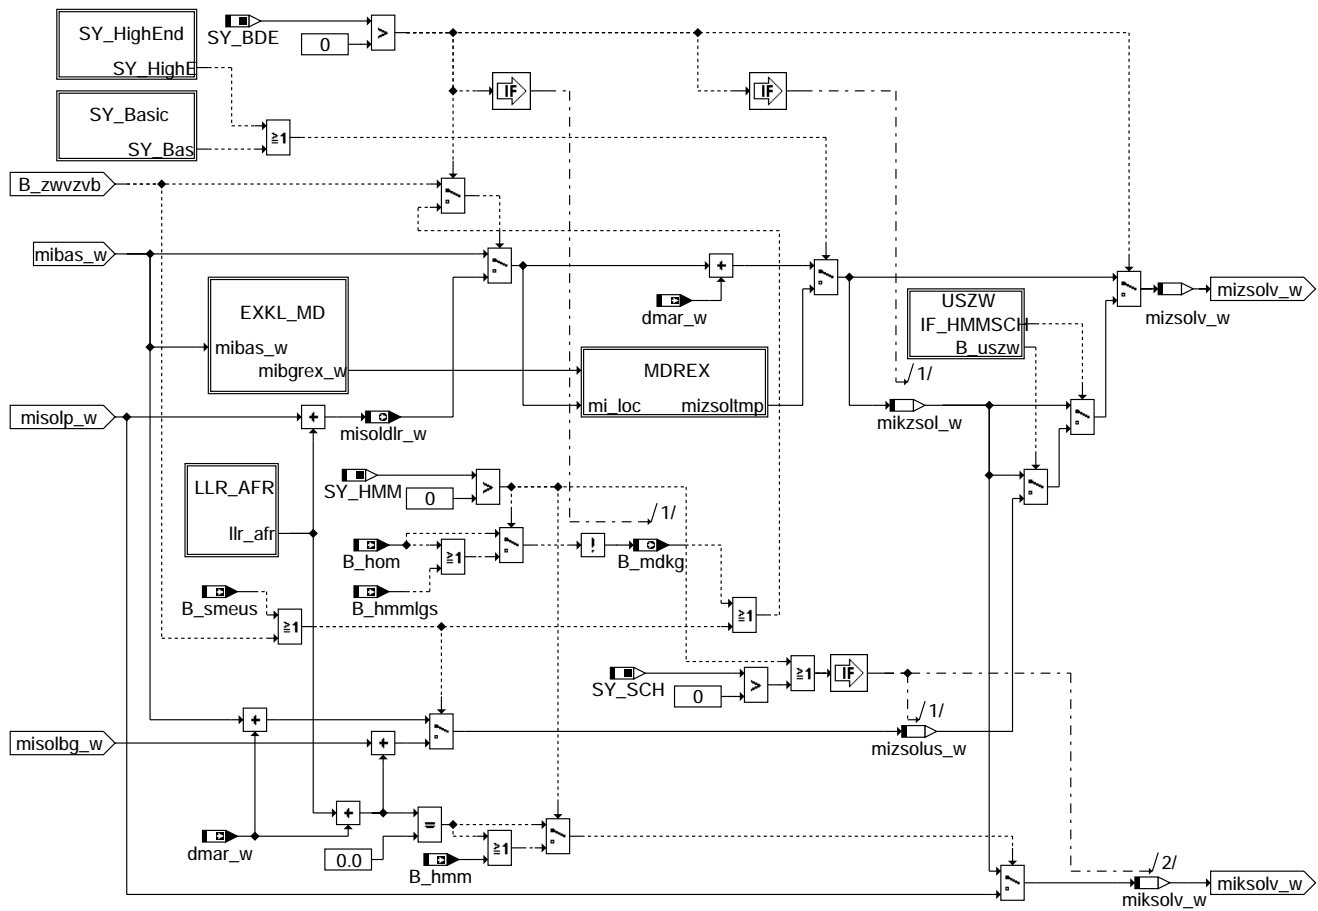 SY_HighEnd
SY_HighE
SY_BDE
0
>
IF
IF
SY_Basic
SY_Bas
≥1
B_zwvzvb
mibas_w
+
dmar_w
EXKL_MD
mibas_w
mibgrex_w
MDREX
mi_loc
mizsoltmp
USZW
IF_HMMSCH
B_uszw
mizsolv_w
mizsolv_w
/1/
misolp_w
+
misoldlr_w
mikzsol_w
LLR_AFR
llr_afr
SY_HMM
0
>
/1/
B_hom
≥1
!
B_mdkg
B_hmmlgs
B_smeus
≥1
≥1
SY_SCH
0
>
≥1
IF
/1/
+
misolbg_w
+
mizsolus_w
dmar_w
+
=
0.0
B_hmm
≥1
/2/
miksolv_w
miksolv_w